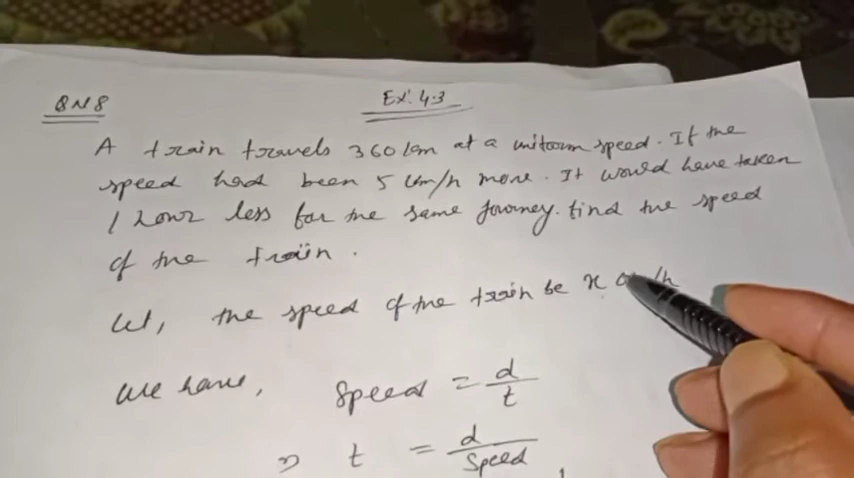 QN 8
Ex: 4.3
A train travels 360 km at a uniform speed. If the
speed had been 5 km/h more. It would have taken
1 hour less for the same journey. find the speed
of the train.
Let, the speed of the train be x /h
We have, Speed = d/t
⇒ t = d/Speed